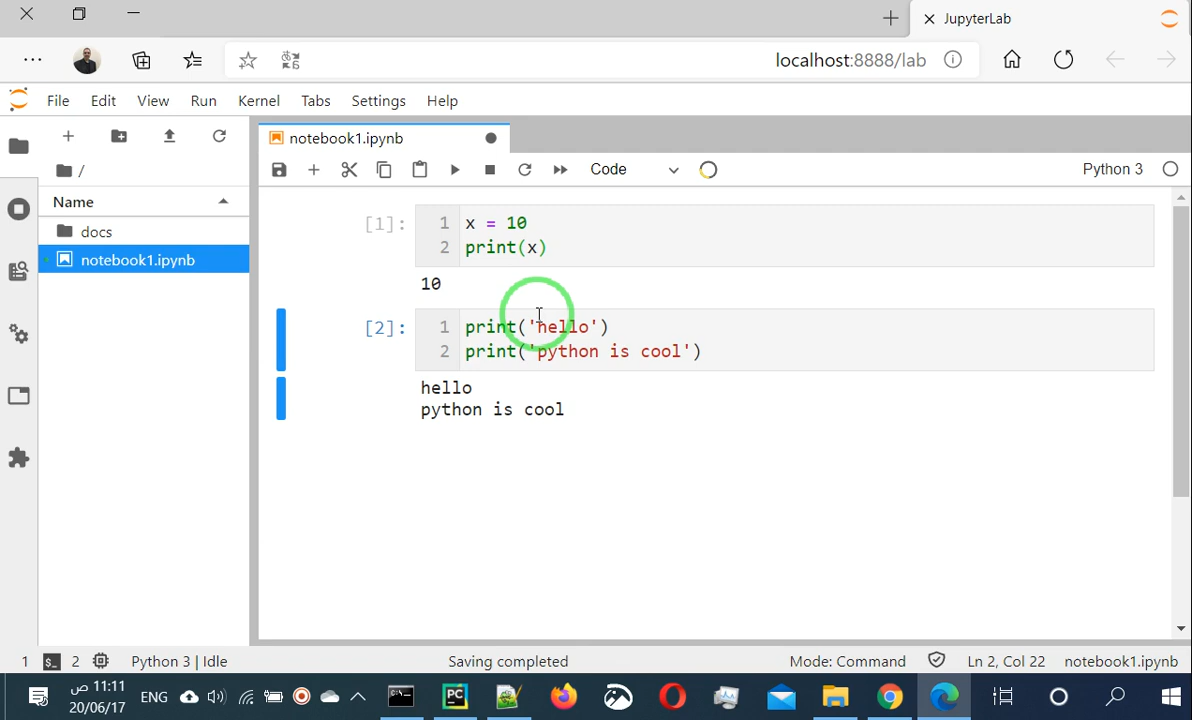 JupyterLab
localhost:8888/lab
File Edit View Run Kernel Tabs Settings Help
notebook1.ipynb
/
Code
Python 3
Name
docs
notebook1.ipynb
[1]:
1 x = 10
2 print(x)
10
[2]:
1 print('hello')
2 print('python is cool')
hello
python is cool
1 $_ 2 Python 3 | Idle
Saving completed
Mode: Command
Ln 2, Col 22
notebook1.ipynb
11:11 ص
20/06/17
ENG
PC